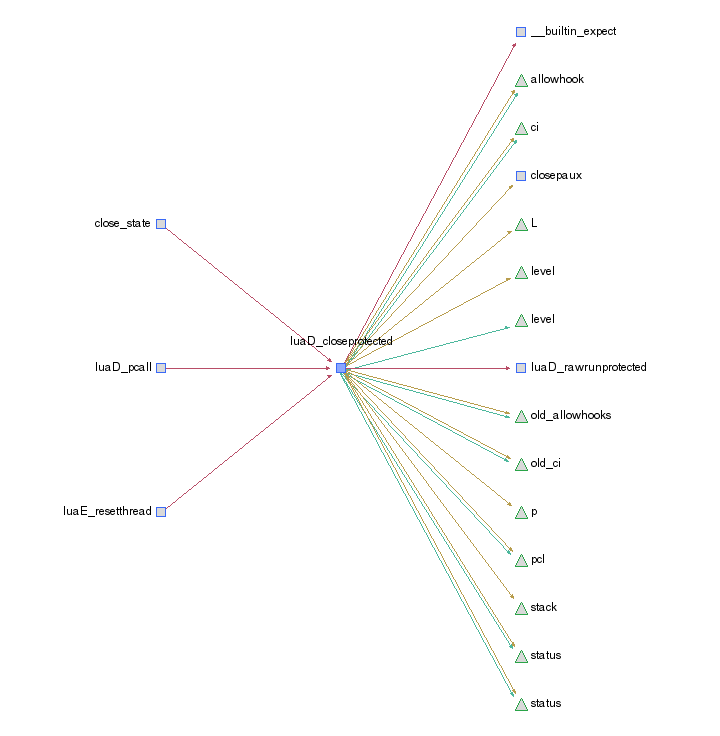 __builtin_expect
allowhook
ci
closepaux
close_state
L
level
level
luaD_closeprotected
luaD_pcall
luaD_rawrunprotected
old_allowhooks
old_ci
luaE_resetthread
p
pcl
stack
status
status